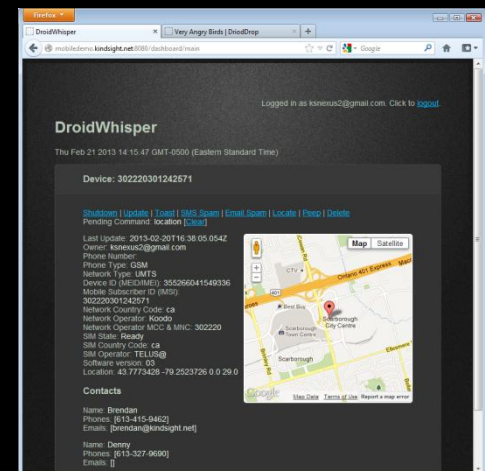 Firefox
DroidWhisper
Very Angry Birds | DriodDrop
mobiledemo.kindsight.net:8080/dashboard/main
Google
Logged in as ksnexus2@gmail.com. Click to logout.
DroidWhisper
Thu Feb 21 2013 14:15:47 GMT-0500 (Eastern Standard Time)
Device: 302220301242571
Shutdown | Update | Toast | SMS Spam | Email Spam | Locate | Peep | Delete
Pending Command: location [Clear]
Last Update: 2013-02-20T16:38:05.054Z
Owner: ksnexus2@gmail.com
Phone Number:
Phone Type: GSM
Network Type: UMTS
Device ID (MEID/IMEI): 355266041549336
Mobile Subscriber ID (IMSI):
302220301242571
Network Country Code: ca
Network Operator: Koodo
Network Operator MCC & MNC: 302220
SIM State: Ready
SIM Country Code: ca
SIM Operator: TELUS@
Software version: 03
Location: 43.7773428 -79.2523726 0.0 29.0
Map
Satellite
CTV
Ontario 401 Express
401
Best Buy
Scarborough
City Centre
Scarborough
Town Centre
Scarborough
Ellesmere
Google
Map Data
Terms of Use
Report a map error
Contacts
Name: Brendan
Phones: [613-415-9462]
Emails: [brendan@kindsight.net]
Name: Denny
Phones: [613-327-9690]
Emails: []